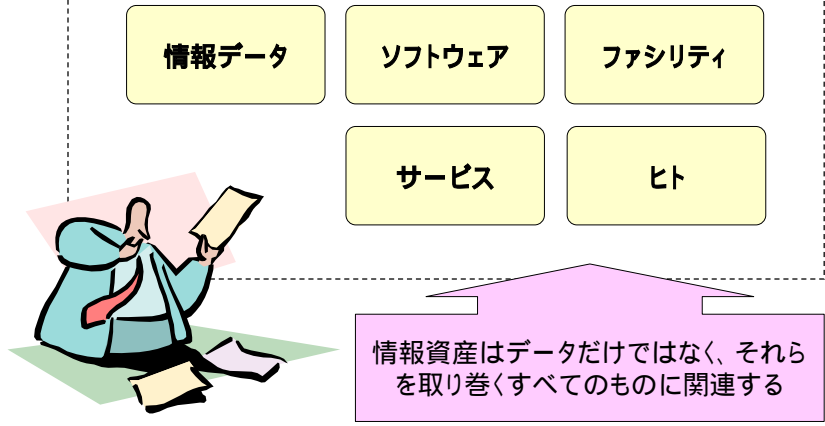 情報データ
ソフトウェア
ファシリティ
サービス
ヒト
情報資産はデータだけではなく、それら
を取り巻くすべてのものに関連する